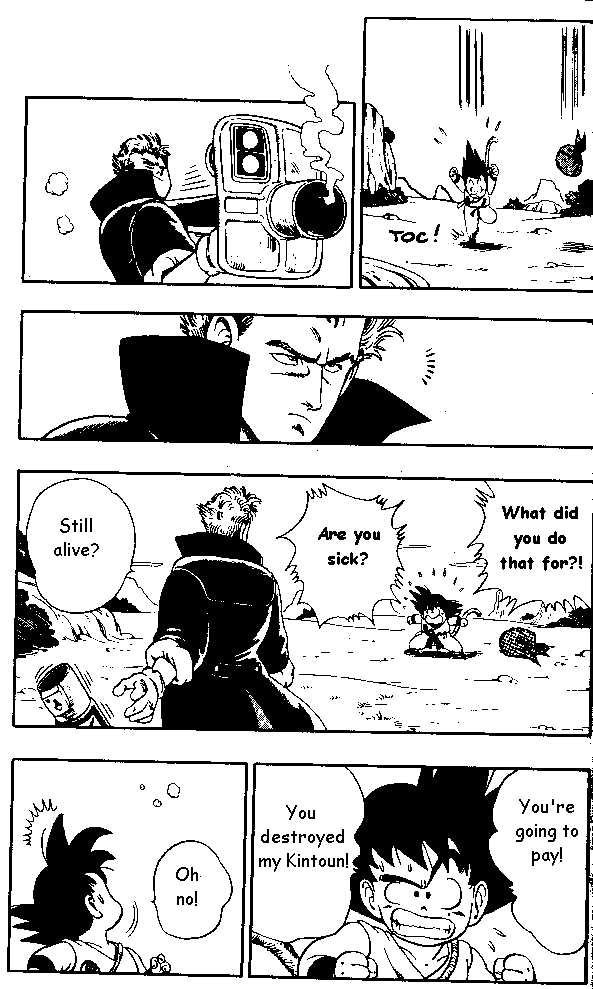 TOC!
What did
you do
that for?!
Are you
sick?
Still
alive?
You're
going to
pay!
You
destroyed
my Kintoun!
Oh
no!